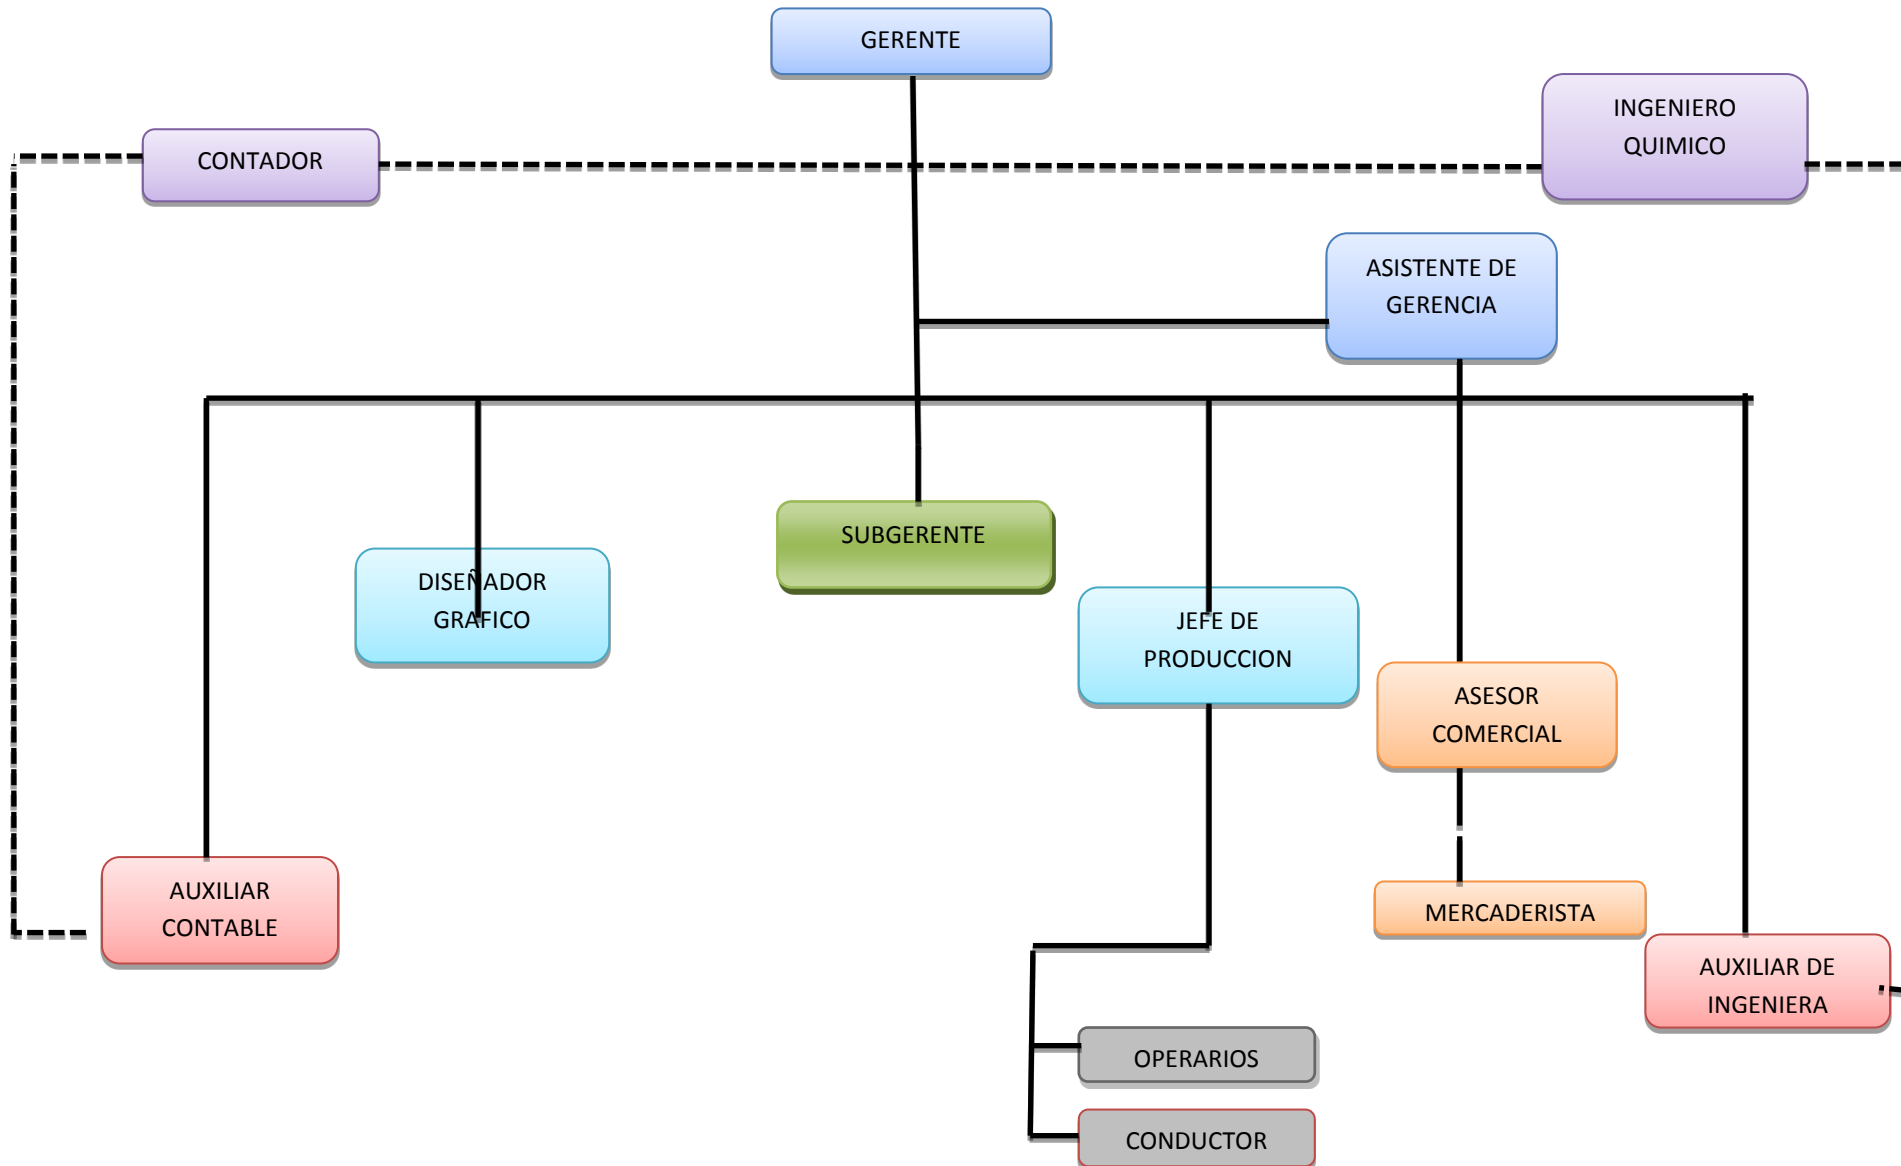 GERENTE
INGENIERO
QUIMICO
CONTADOR
ASISTENTE DE
GERENCIA
SUBGERENTE
DISEÑADOR
GRAFICO
JEFE DE
PRODUCCION
ASESOR
COMERCIAL
AUXILIAR
CONTABLE
MERCADERISTA
AUXILIAR DE
INGENIERA
OPERARIOS
CONDUCTOR